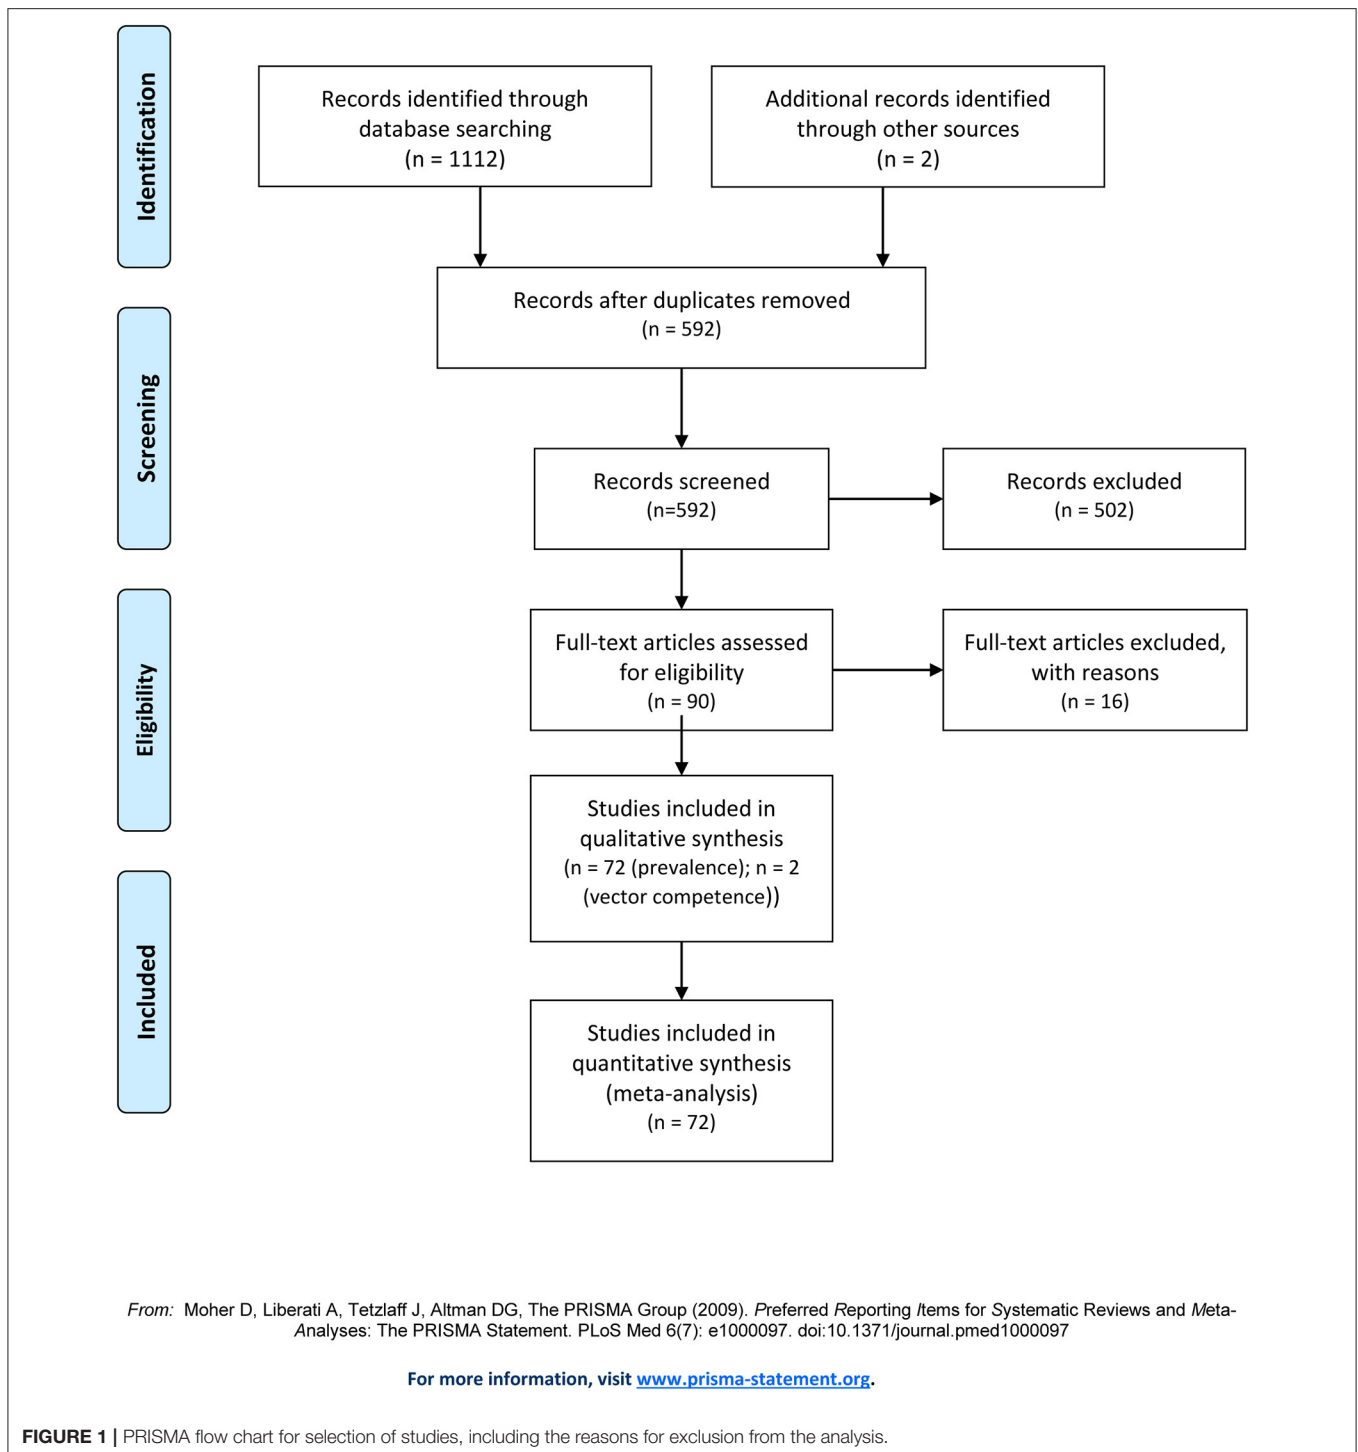 Identification
Records identified through
database searching
(n = 1112)
Additional records identified
through other sources
(n = 2)
Records after duplicates removed
(n = 592)
Screening
Records screened
(n=592)
Records excluded
(n = 502)
Eligibility
Full-text articles assessed
for eligibility
(n = 90)
Full-text articles excluded,
with reasons
(n = 16)
Studies included in
qualitative synthesis
(n = 72 (prevalence); n = 2
(vector competence))
Included
Studies included in
quantitative synthesis
(meta-analysis)
(n = 72)
From: Moher D, Liberati A, Tetzlaff J, Altman DG, The PRISMA Group (2009). Preferred Reporting Items for Systematic Reviews and Meta-
Analyses: The PRISMA Statement. PLoS Med 6(7): e1000097. doi:10.1371/journal.pmed1000097
For more information, visit www.prisma-statement.org.
FIGURE 1 | PRISMA flow chart for selection of studies, including the reasons for exclusion from the analysis.